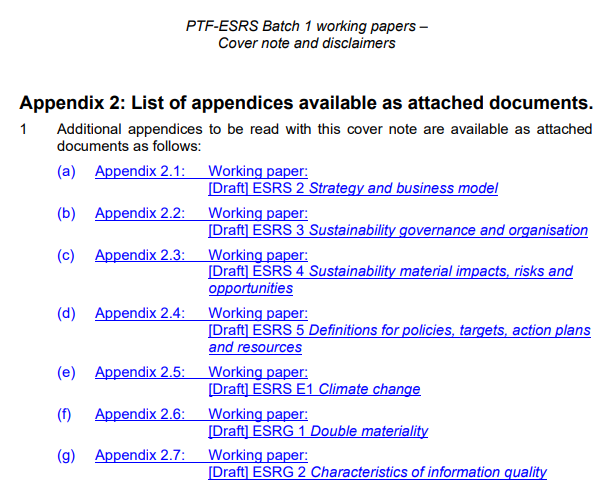 PTF-ESRS Batch 1 working papers –
Cover note and disclaimers
Appendix 2: List of appendices available as attached documents.
1 Additional appendices to be read with this cover note are available as attached
documents as follows:
(a) Appendix 2.1: Working paper:
[Draft] ESRS 2 Strategy and business model
(b) Appendix 2.2: Working paper:
[Draft] ESRS 3 Sustainability governance and organisation
(c) Appendix 2.3: Working paper:
[Draft] ESRS 4 Sustainability material impacts, risks and
opportunities
(d) Appendix 2.4: Working paper:
[Draft] ESRS 5 Definitions for policies, targets, action plans
and resources
(e) Appendix 2.5: Working paper:
[Draft] ESRS E1 Climate change
(f) Appendix 2.6: Working paper:
[Draft] ESRG 1 Double materiality
(g) Appendix 2.7: Working paper:
[Draft] ESRG 2 Characteristics of information quality